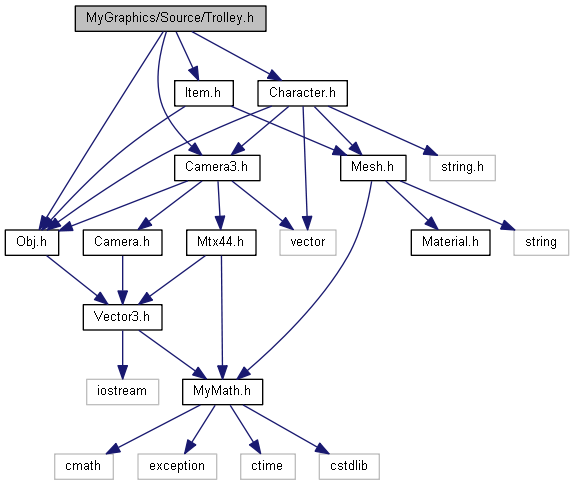 MyGraphics/Source/Trolley.h
Item.h
Character.h
Camera3.h
Mesh.h
string.h
Obj.h
Camera.h
Mtx44.h
vector
Material.h
string
Vector3.h
iostream
MyMath.h
cmath
exception
ctime
cstdlib